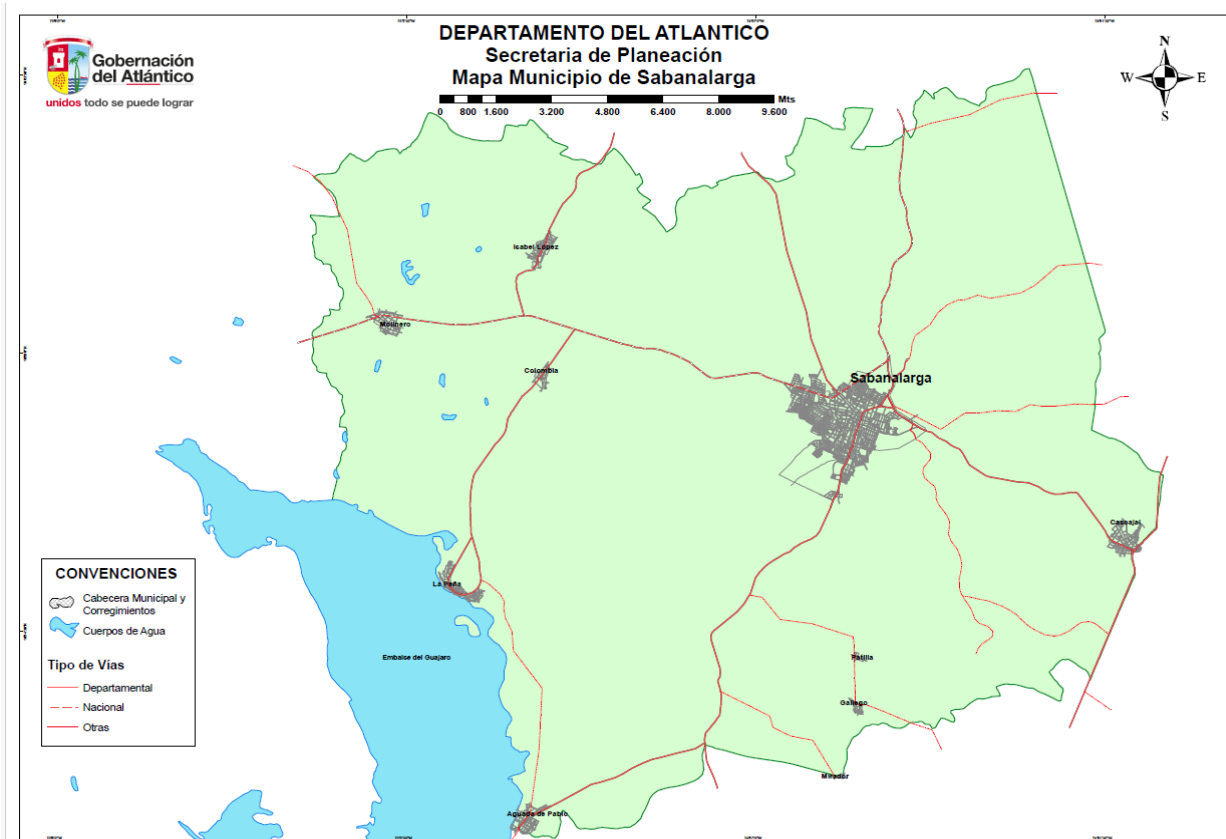 DEPARTAMENTO DEL ATLANTICO
Secretaria de Planeación
Mapa Municipio de Sabanalarga
Gobernación
del Atlántico
unidos todo se puede lograr
N
W E
S
Mts
0 800 1.600 3.200 4.800 6.400 8.000 9.600
Isabel López
Molinero
Colombia
Sabanalarga
Cascajal
La Peña
Embalse del Guajaro
Patilla
Gallego
Mirador
Aguada de Pablo
CONVENCIONES
Cabecera Municipal y
Corregimientos
Cuerpos de Agua
Tipo de Vías
Departamental
Nacional
Otras